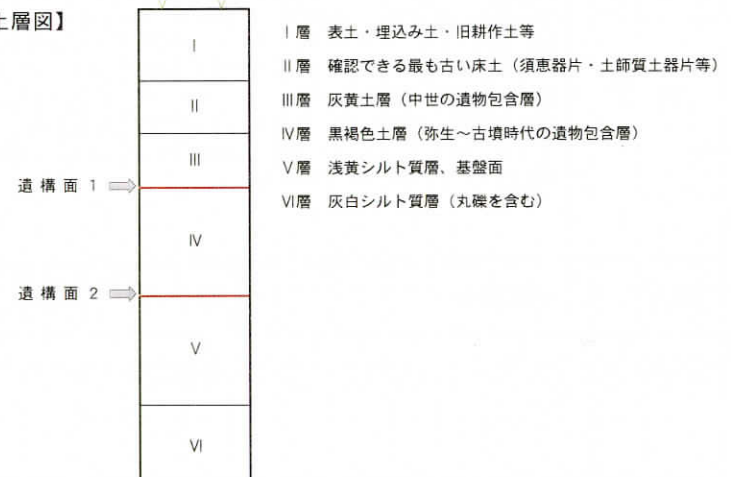 土層図】
Ⅰ層 表土・埋込み土・旧耕作土等
Ⅱ層 確認できる最も古い床土（須恵器片・土師質土器片等）
Ⅲ層 灰黄土層（中世の遺物包含層）
Ⅳ層 黒褐色土層（弥生～古墳時代の遺物包含層）
Ⅴ層 浅黄シルト質層、基盤面
Ⅵ層 灰白シルト質層（丸礫を含む）
Ⅰ
Ⅱ
Ⅲ
遺構面 1
Ⅳ
遺構面 2
Ⅴ
Ⅵ